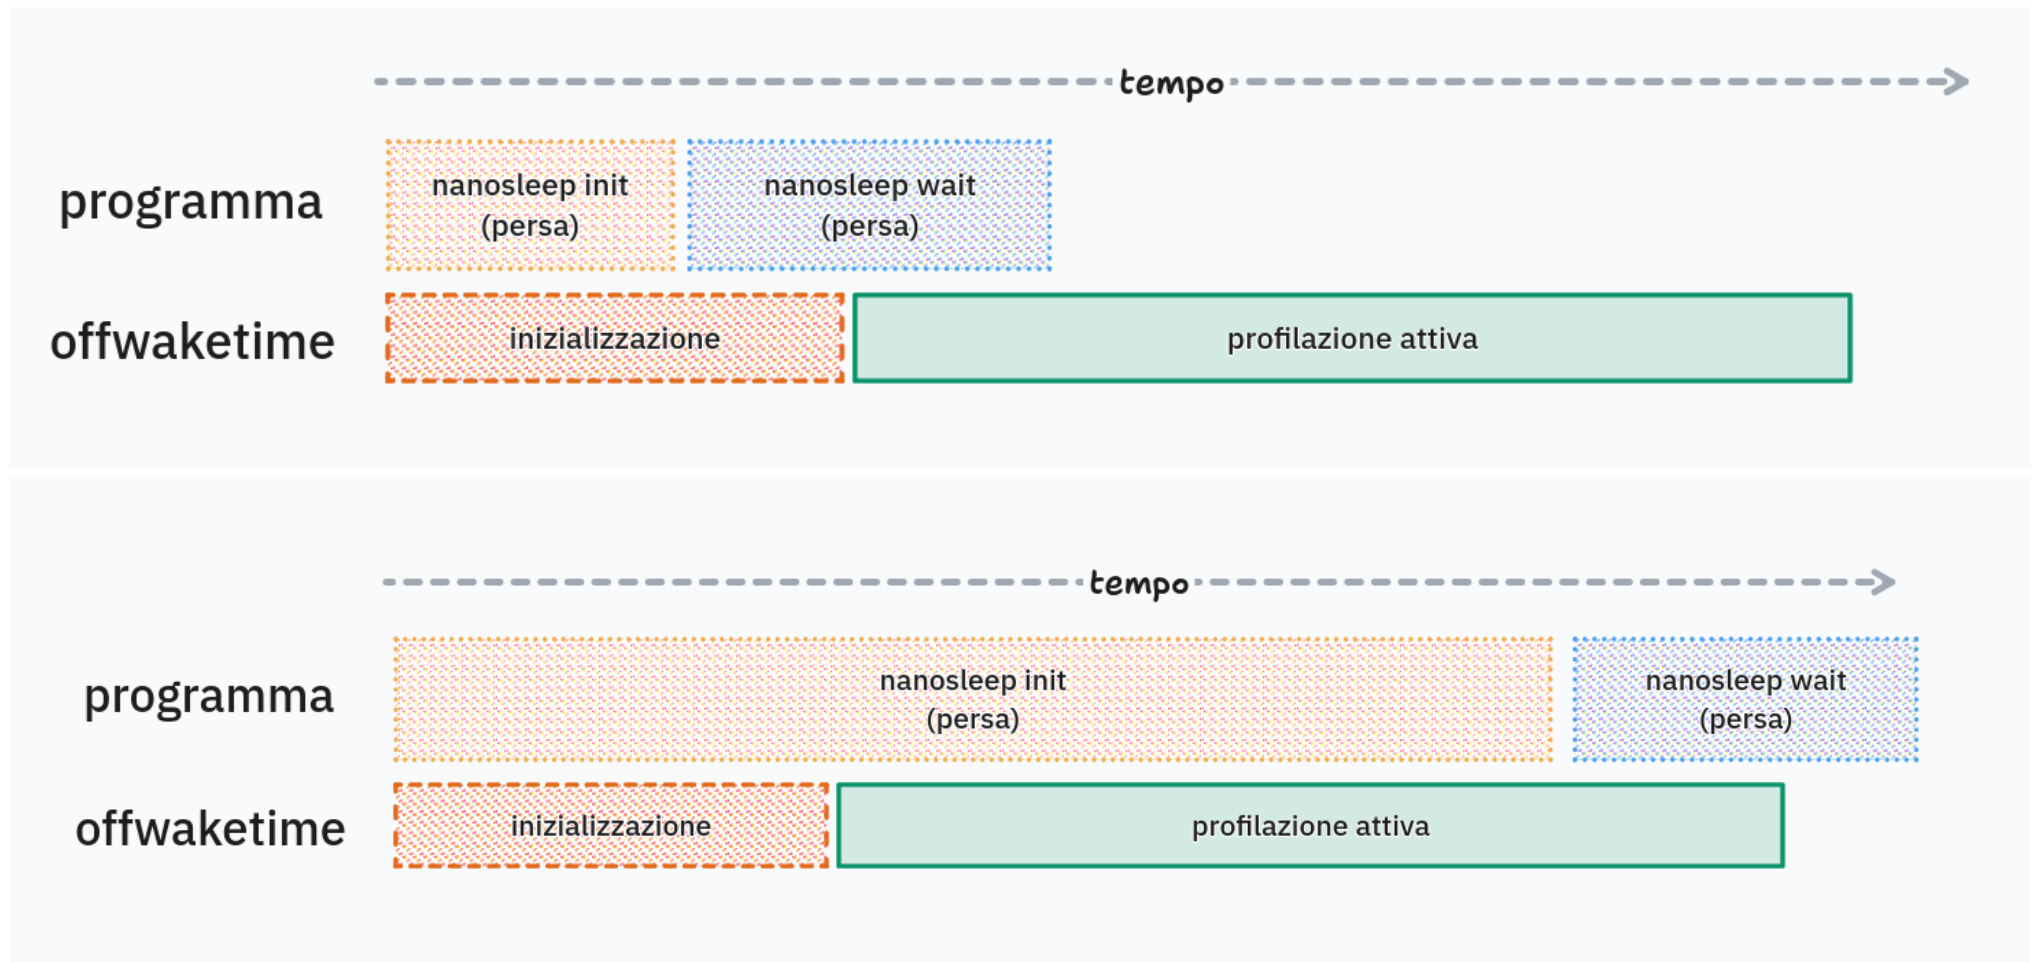 tempo
programma
nanosleep init
(persa)
nanosleep wait
(persa)
offwaketime
inizializzazione
profilazione attiva
tempo
programma
nanosleep init
(persa)
nanosleep wait
(persa)
offwaketime
inizializzazione
profilazione attiva